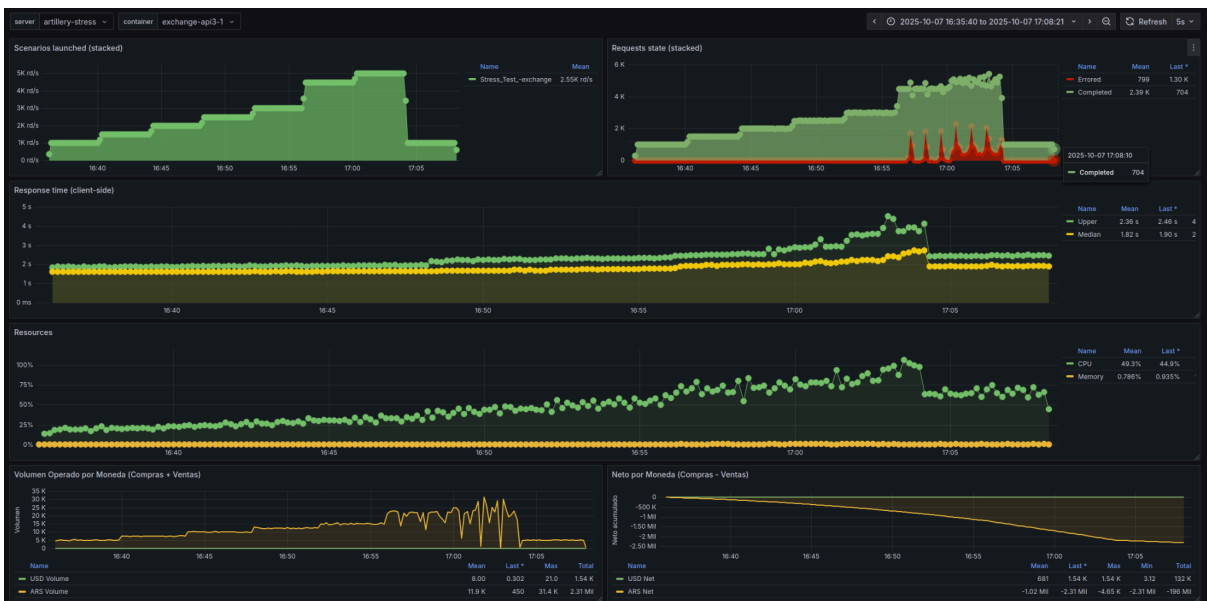 server artillery-stress container exchange-api3-1 2025-10-07 16:35:40 to 2025-10-07 17:08:21 Refresh 5s
Scenarios launched (stacked)
5K rd/s
4K rd/s
3K rd/s
2K rd/s
1K rd/s
0 rd/s
16:40 16:45 16:50 16:55 17:00 17:05
Name Mean
Stress_Test_-exchange 2.55K rd/s
Requests state (stacked)
6 K
4 K
2 K
0
16:40 16:45 16:50 16:55 17:00 17:05
Name Mean Last *
Errored 799 1.30 K
Completed 2.39 K 704
2025-10-07 17:08:10
Completed 704
Response time (client-side)
5 s
4 s
3 s
2 s
1 s
0 ms
16:40 16:45 16:50 16:55 17:00 17:05
Name Mean Last *
Upper 2.36 s 2.46 s 4
Median 1.82 s 1.90 s 2
Resources
100%
75%
50%
25%
0%
16:40 16:45 16:50 16:55 17:00 17:05
Name Mean Last *
CPU 49.3% 44.9%
Memory 0.786% 0.935%
Volumen Operado por Moneda (Compras + Ventas)
Volumen
35 K
30 K
25 K
20 K
15 K
10 K
5 K
0
16:40 16:45 16:50 16:55 17:00 17:05
Name Mean Last * Max Total
USD Volume 8.00 0.302 21.0 1.54 K
ARS Volume 11.9 K 450 31.4 K 2.31 Mil
Neto por Moneda (Compras - Ventas)
Neto acumulado
0
-500 K
-1 Mil
-1.50 Mil
-2 Mil
-2.50 Mil
16:40 16:45 16:50 16:55 17:00 17:05
Name Mean Last * Max Min Total
USD Net 681 1.54 K 1.54 K 3.12 132 K
ARS Net -1.02 Mil -2.31 Mil -4.65 K -2.31 Mil -196 Mil